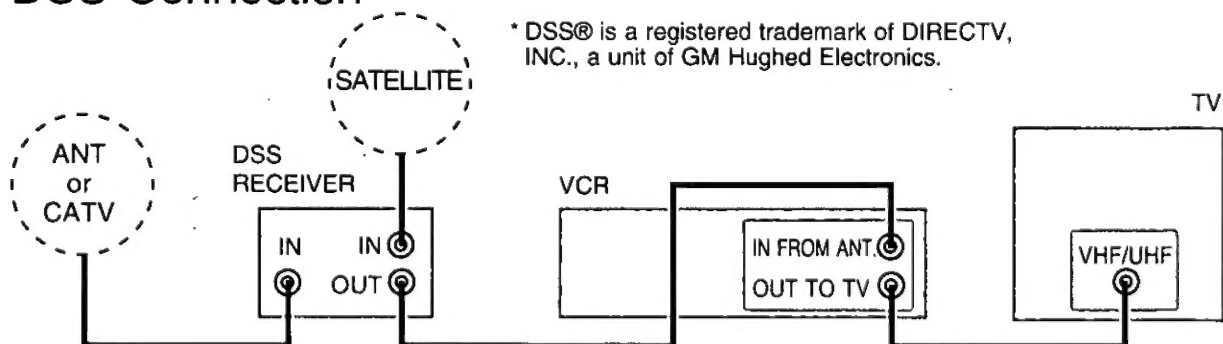 DSS Connection
* DSS® is a registered trademark of DIRECTV,
INC., a unit of GM Hughed Electronics.
SATELLITE
TV
ANT
or
CATV
DSS
RECEIVER
VCR
IN
IN
OUT
IN FROM ANT.
OUT TO TV
VHF/UHF